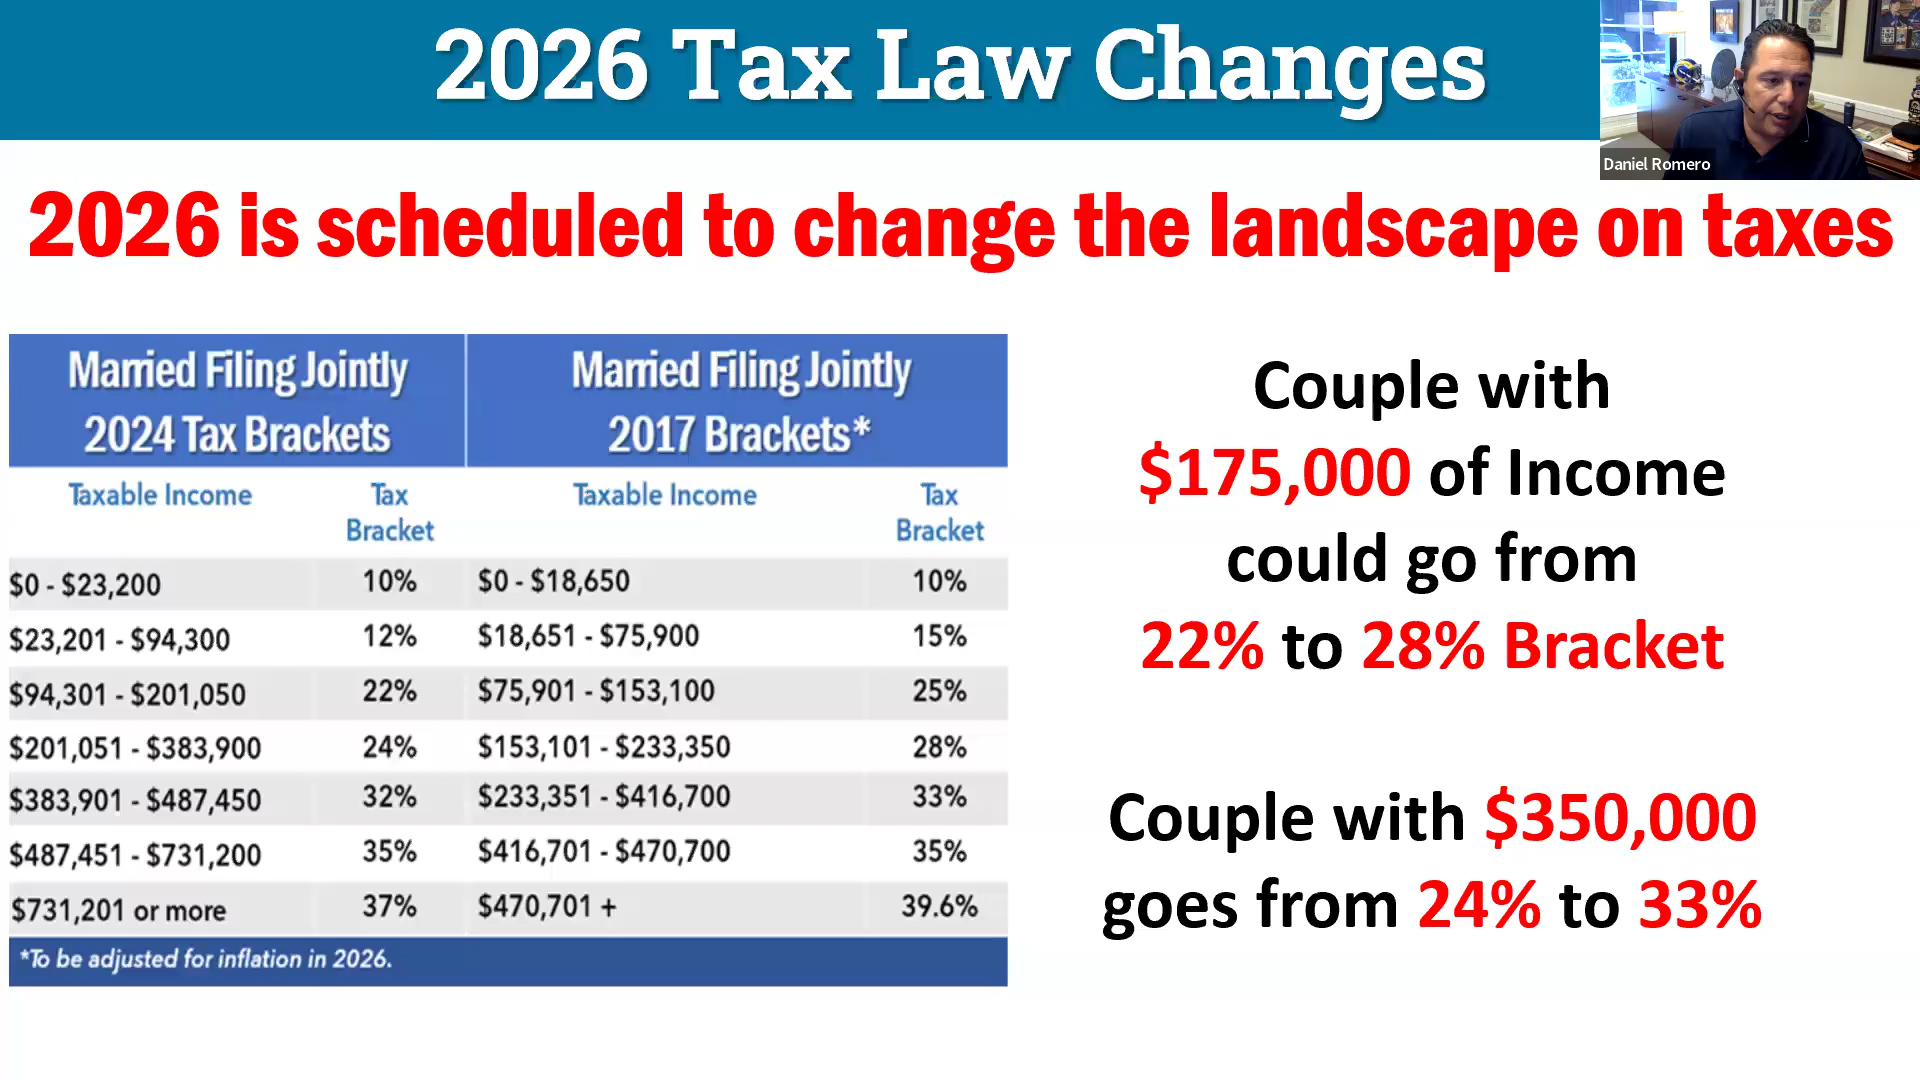 2026 Tax Law Changes
Daniel Romero
2026 is scheduled to change the landscape on taxes
Married Filing Jointly 2024 Tax Brackets
Married Filing Jointly 2017 Brackets*
Taxable Income Tax Bracket Taxable Income Tax Bracket
$0 - $23,200 10% $0 - $18,650 10%
$23,201 - $94,300 12% $18,651 - $75,900 15%
$94,301 - $201,050 22% $75,901 - $153,100 25%
$201,051 - $383,900 24% $153,101 - $233,350 28%
$383,901 - $487,450 32% $233,351 - $416,700 33%
$487,451 - $731,200 35% $416,701 - $470,700 35%
$731,201 or more 37% $470,701 + 39.6%
*To be adjusted for inflation in 2026.
Couple with
$175,000 of Income
could go from
22% to 28% Bracket
Couple with $350,000
goes from 24% to 33%